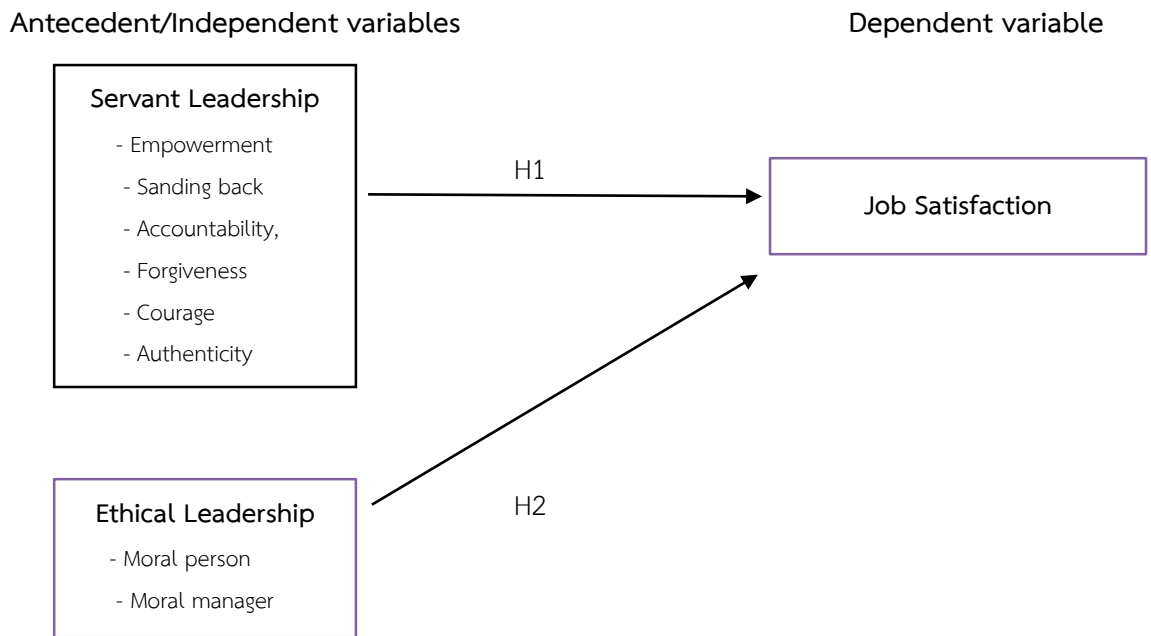 Antecedent/Independent variables
Dependent variable
Servant Leadership
- Empowerment
- Sanding back
- Accountability,
- Forgiveness
- Courage
- Authenticity
H1
Job Satisfaction
Ethical Leadership
- Moral person
- Moral manager
H2